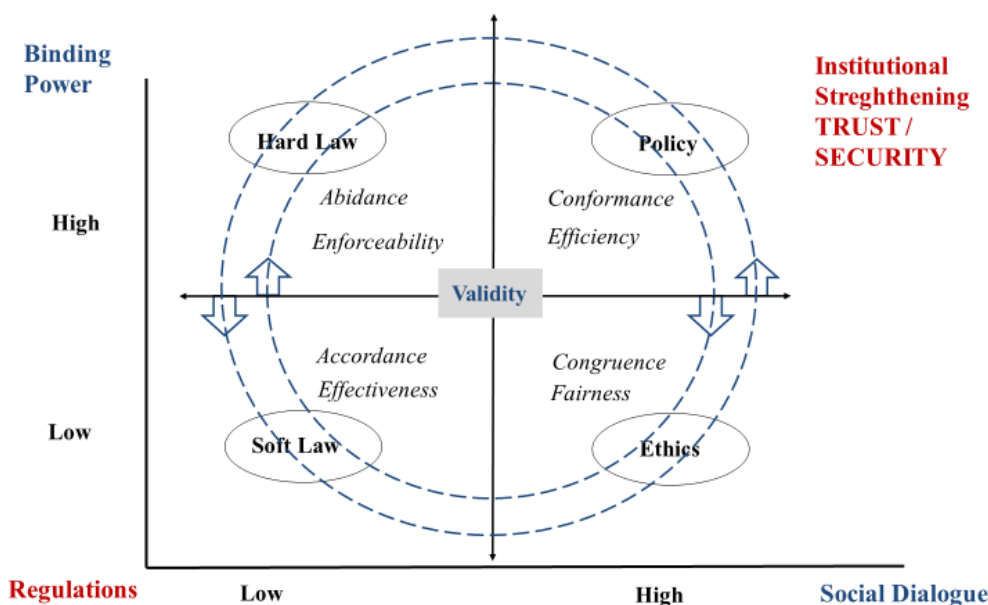 Binding
Power
Institutional
Streghthening
TRUST /
SECURITY
Hard Law
Policy
Abidance
Conformance
High
Enforceability
Efficiency
Validity
Accordance
Congruence
Effectiveness
Fairness
Low
Soft Law
Ethics
Regulations
Low
High
Social Dialogue